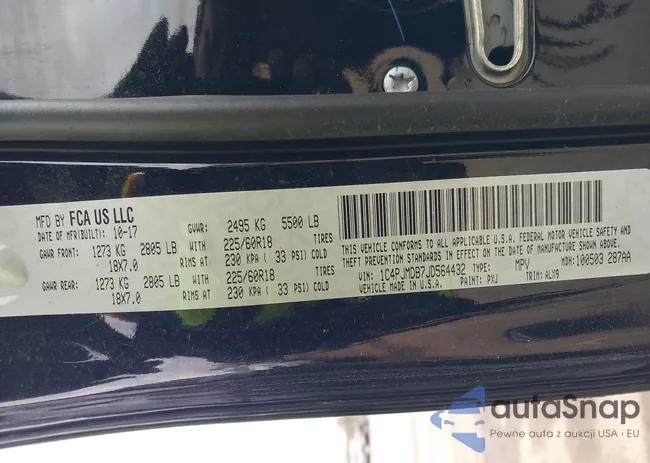 MFD BY FCA US LLC
DATE OF MFR(BUILT): 10-17
GVWR: 2495 KG 5500 LB
GAWR FRONT: 1273 KG 2805 LB 225/60R18 TIRES
18X7.0 RIMS AT 230 KPA ( 33 PSI) COLD
GAWR REAR: 1273 KG 2805 LB 225/60R18 TIRES
18X7.0 RIMS AT 230 KPA ( 33 PSI) COLD
THIS VEHICLE CONFORMS TO ALL APPLICABLE U.S.A. FEDERAL MOTOR VEHICLE SAFETY AND
THEFT PREVENTION STANDARDS IN EFFECT ON THE DATE OF MANUFACTURE SHOWN ABOVE.
VIN: 1C4PJMDB7JD564432 TYPE: MPV MDH: 100503 287AA
VEHICLE MADE IN U.S.A. PAINT: PXJ TRIM: ALX9
autaSnap
Pewne auta z aukcji USA i EU